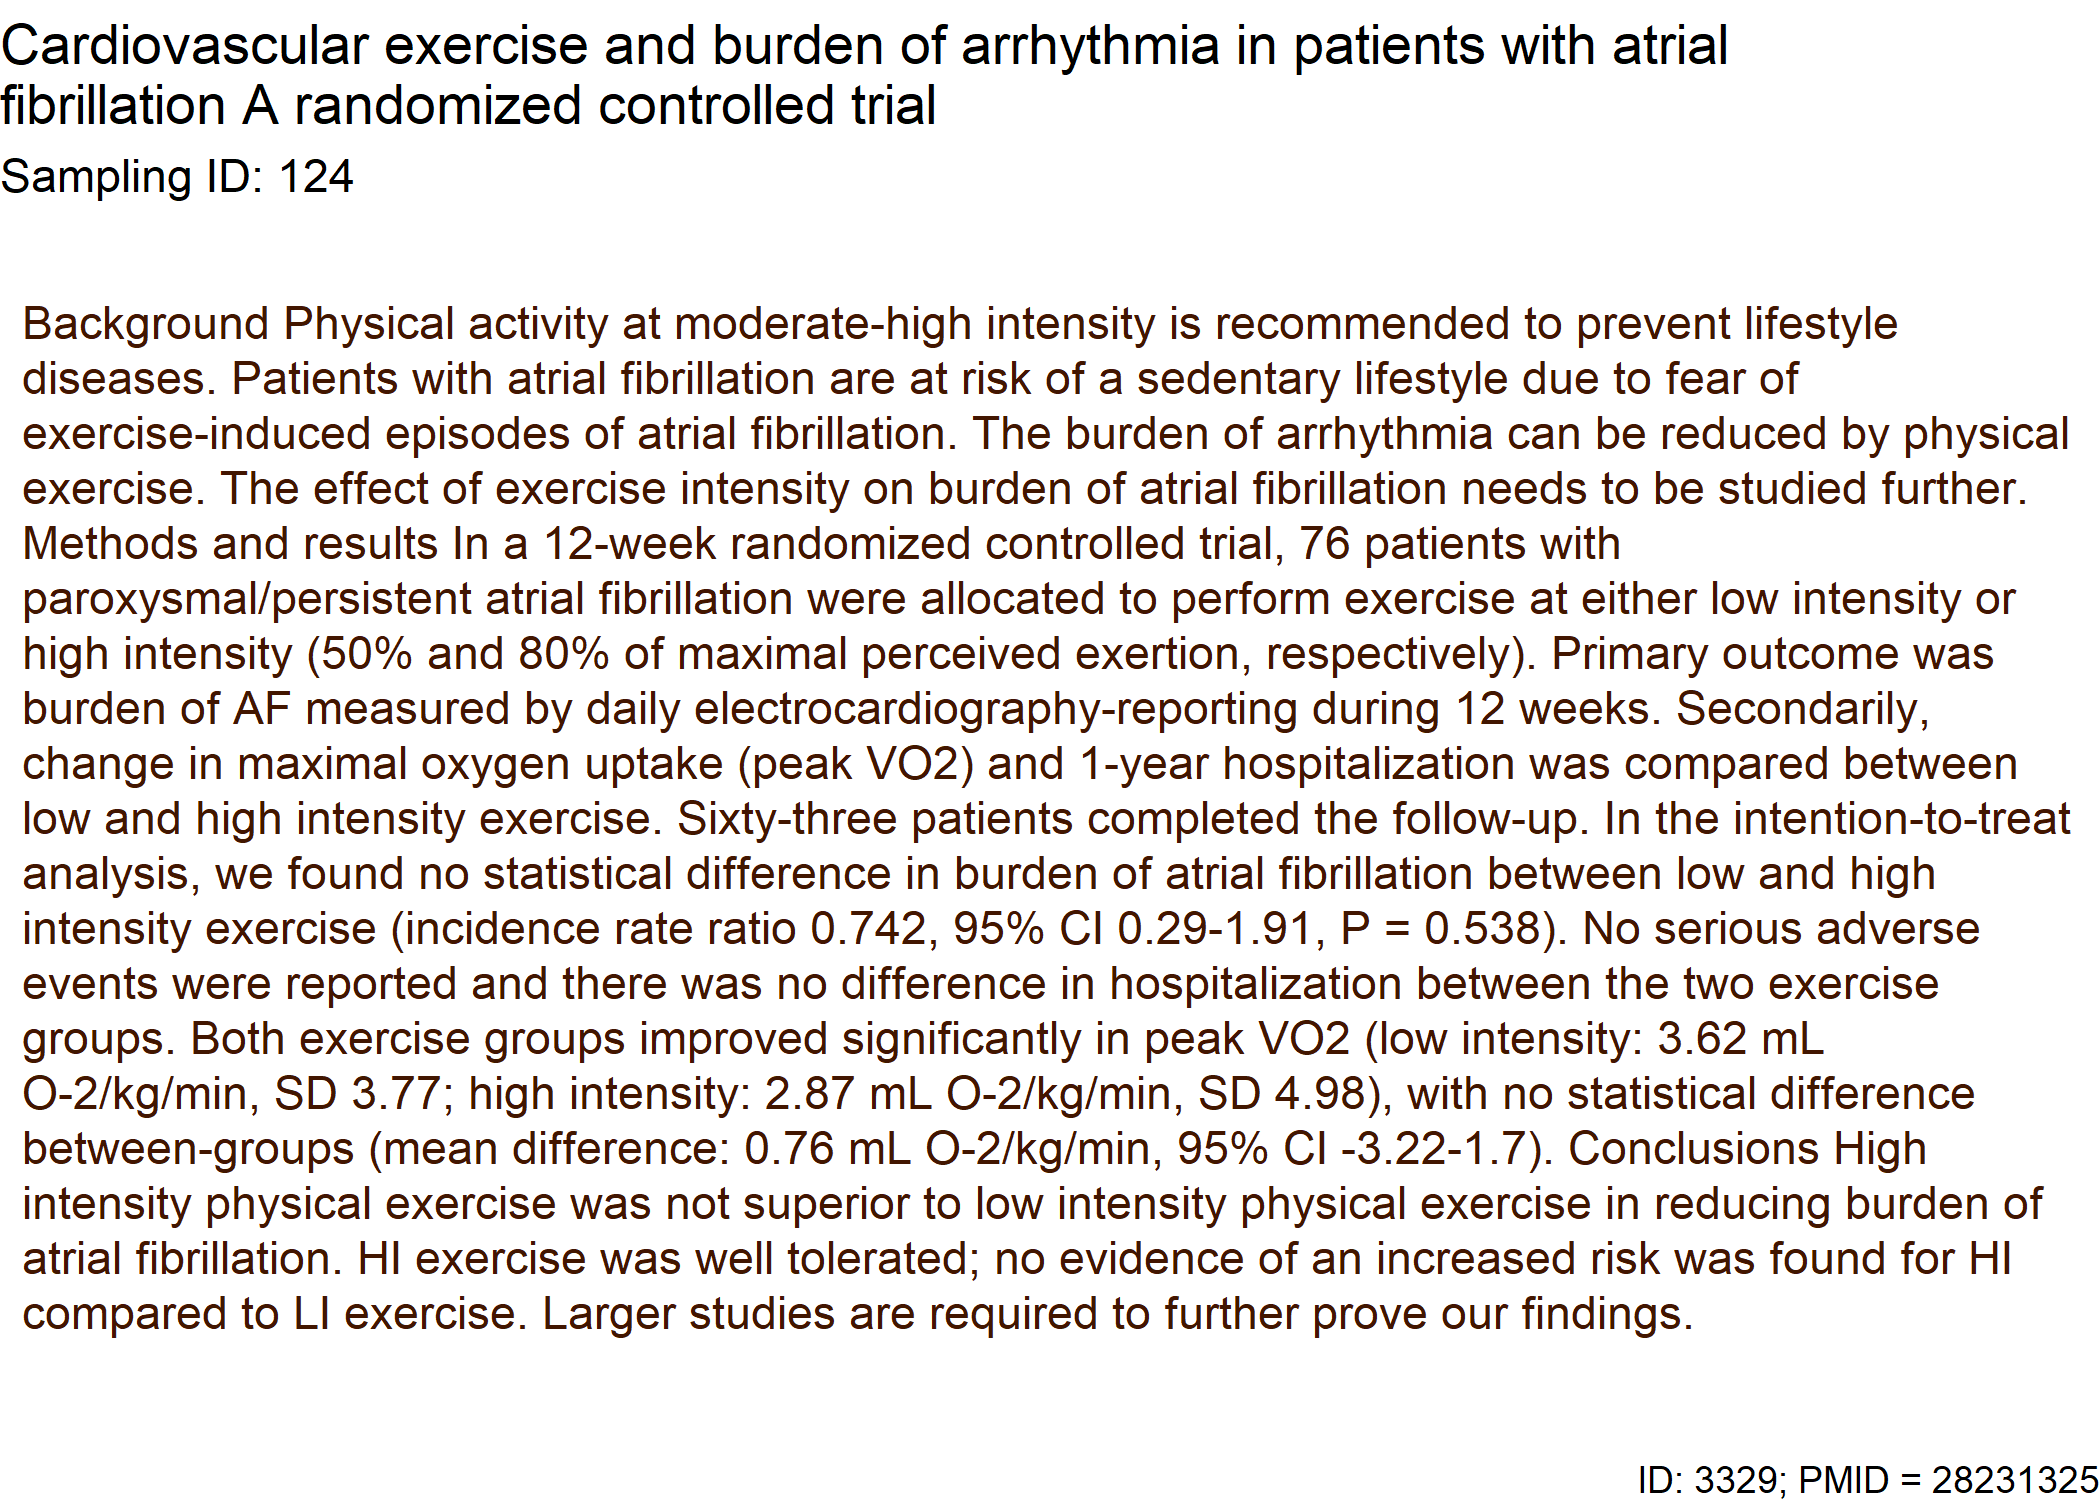 Cardiovascular exercise and burden of arrhythmia in patients with atrial
fibrillation A randomized controlled trial
Sampling ID: 124
Background Physical activity at moderate-high intensity is recommended to prevent lifestyle
diseases. Patients with atrial fibrillation are at risk of a sedentary lifestyle due to fear of
exercise-induced episodes of atrial fibrillation. The burden of arrhythmia can be reduced by physical
exercise. The effect of exercise intensity on burden of atrial fibrillation needs to be studied further.
Methods and results In a 12-week randomized controlled trial, 76 patients with
paroxysmal/persistent atrial fibrillation were allocated to perform exercise at either low intensity or
high intensity (50% and 80% of maximal perceived exertion, respectively). Primary outcome was
burden of AF measured by daily electrocardiography-reporting during 12 weeks. Secondarily,
change in maximal oxygen uptake (peak VO2) and 1-year hospitalization was compared between
low and high intensity exercise. Sixty-three patients completed the follow-up. In the intention-to-treat
analysis, we found no statistical difference in burden of atrial fibrillation between low and high
intensity exercise (incidence rate ratio 0.742, 95% CI 0.29-1.91, P = 0.538). No serious adverse
events were reported and there was no difference in hospitalization between the two exercise
groups. Both exercise groups improved significantly in peak VO2 (low intensity: 3.62 mL
O-2/kg/min, SD 3.77; high intensity: 2.87 mL O-2/kg/min, SD 4.98), with no statistical difference
between-groups (mean difference: 0.76 mL O-2/kg/min, 95% CI -3.22-1.7). Conclusions High
intensity physical exercise was not superior to low intensity physical exercise in reducing burden of
atrial fibrillation. HI exercise was well tolerated; no evidence of an increased risk was found for HI
compared to LI exercise. Larger studies are required to further prove our findings.
ID: 3329; PMID = 28231325